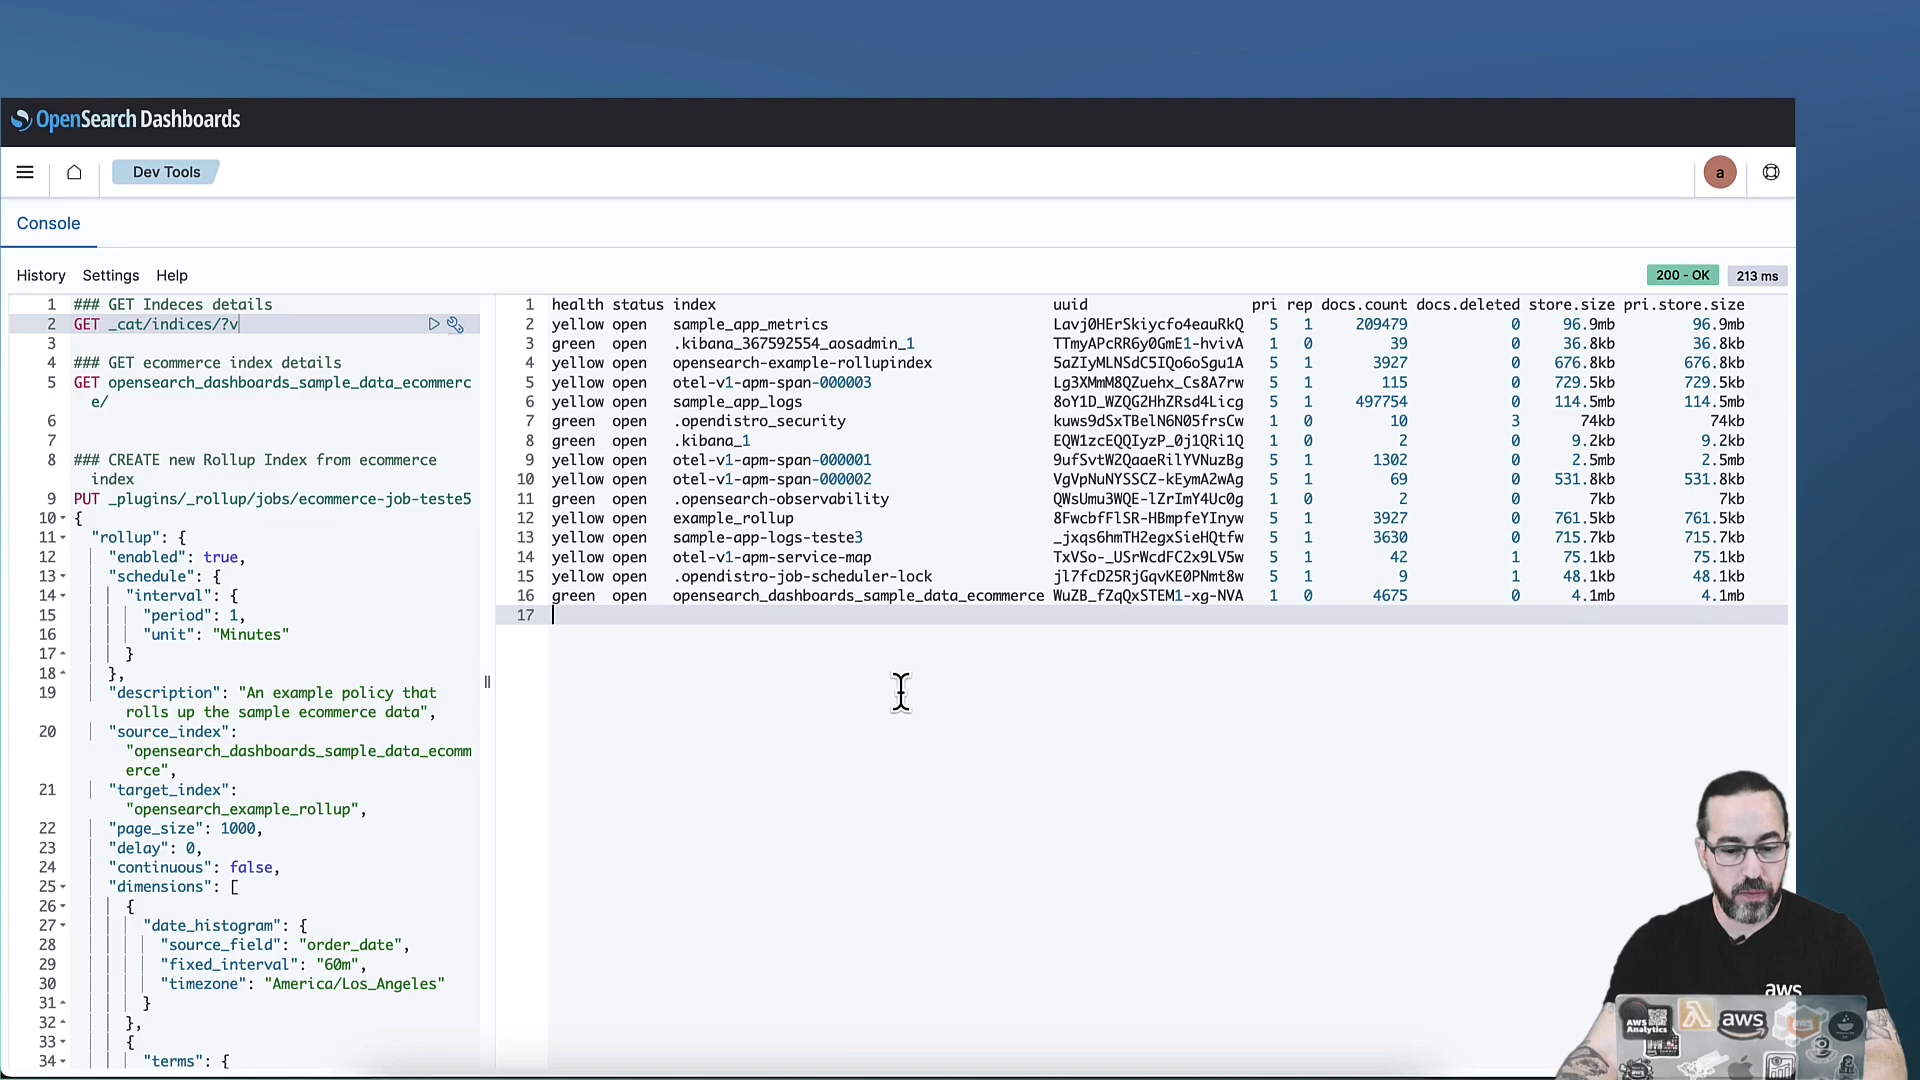 OpenSearch Dashboards
Dev Tools
a
Console
History Settings Help
200 - OK 213 ms
1 ### GET Indeces details
2 GET _cat/indices/?v
3
4 ### GET ecommerce index details
5 GET opensearch_dashboards_sample_data_ecommerc
e/
6
7
8 ### CREATE new Rollup Index from ecommerce
index
9 PUT _plugins/_rollup/jobs/ecommerce-job-teste5
10 {
11 "rollup": {
12 "enabled": true,
13 "schedule": {
14 "interval": {
15 "period": 1,
16 "unit": "Minutes"
17 }
18 },
19 "description": "An example policy that
rolls up the sample ecommerce data",
20 "source_index":
"opensearch_dashboards_sample_data_ecomm
erce",
21 "target_index":
"opensearch_example_rollup",
22 "page_size": 1000,
23 "delay": 0,
24 "continuous": false,
25 "dimensions": [
26 {
27 "date_histogram": {
28 "source_field": "order_date",
29 "fixed_interval": "60m",
30 "timezone": "America/Los_Angeles"
31 }
32 },
33 {
34 "terms": {
1 health status index uuid pri rep docs.count docs.deleted store.size pri.store.size
2 yellow open sample_app_metrics Lavj0HErSkiycfo4eauRkQ 5 1 209479 0 96.9mb 96.9mb
3 green open .kibana_367592554_aosadmin_1 TTmyAPcRR6y0GmE1-hvivA 1 0 39 0 36.8kb 36.8kb
4 yellow open opensearch-example-rollupindex 5aZIyMLNSdC5IQo6oSgu1A 5 1 3927 0 676.8kb 676.8kb
5 yellow open otel-v1-apm-span-000003 Lg3XMmM8QZuehx_Cs8A7rw 5 1 115 0 729.5kb 729.5kb
6 yellow open sample_app_logs 8oY1D_WZQG2HhZRsd4Licg 5 1 497754 0 114.5mb 114.5mb
7 green open .opendistro_security kuws9dSxTBelN6N05frsCw 1 0 10 3 74kb 74kb
8 green open .kibana_1 EQW1zcEQQIyzP_0j1QRi1Q 1 0 2 0 9.2kb 9.2kb
9 yellow open otel-v1-apm-span-000001 9ufSvtW2QaaeRilYVNuzBg 5 1 1302 0 2.5mb 2.5mb
10 yellow open otel-v1-apm-span-000002 VgVpNuNYSSCZ-kEymA2wAg 5 1 69 0 531.8kb 531.8kb
11 green open .opensearch-observability QWsUmu3WQE-lZrImY4Uc0g 1 0 2 0 7kb 7kb
12 yellow open example_rollup 8FwcbfFlSR-HBmpfeYInyw 5 1 3927 0 761.5kb 761.5kb
13 yellow open sample-app-logs-teste3 _jxqs6hmTH2egxSieHQtfw 5 1 3630 0 715.7kb 715.7kb
14 yellow open otel-v1-apm-service-map TxVSo-_USrWcdFC2x9LV5w 5 1 42 1 75.1kb 75.1kb
15 yellow open .opendistro-job-scheduler-lock jl7fcD25RjGqvKE0PNmt8w 5 1 9 1 48.1kb 48.1kb
16 green open opensearch_dashboards_sample_data_ecommerce WuZB_fZqQxSTEM1-xg-NVA 1 0 4675 0 4.1mb 4.1mb
17
aws
AWS
Analytics
aws